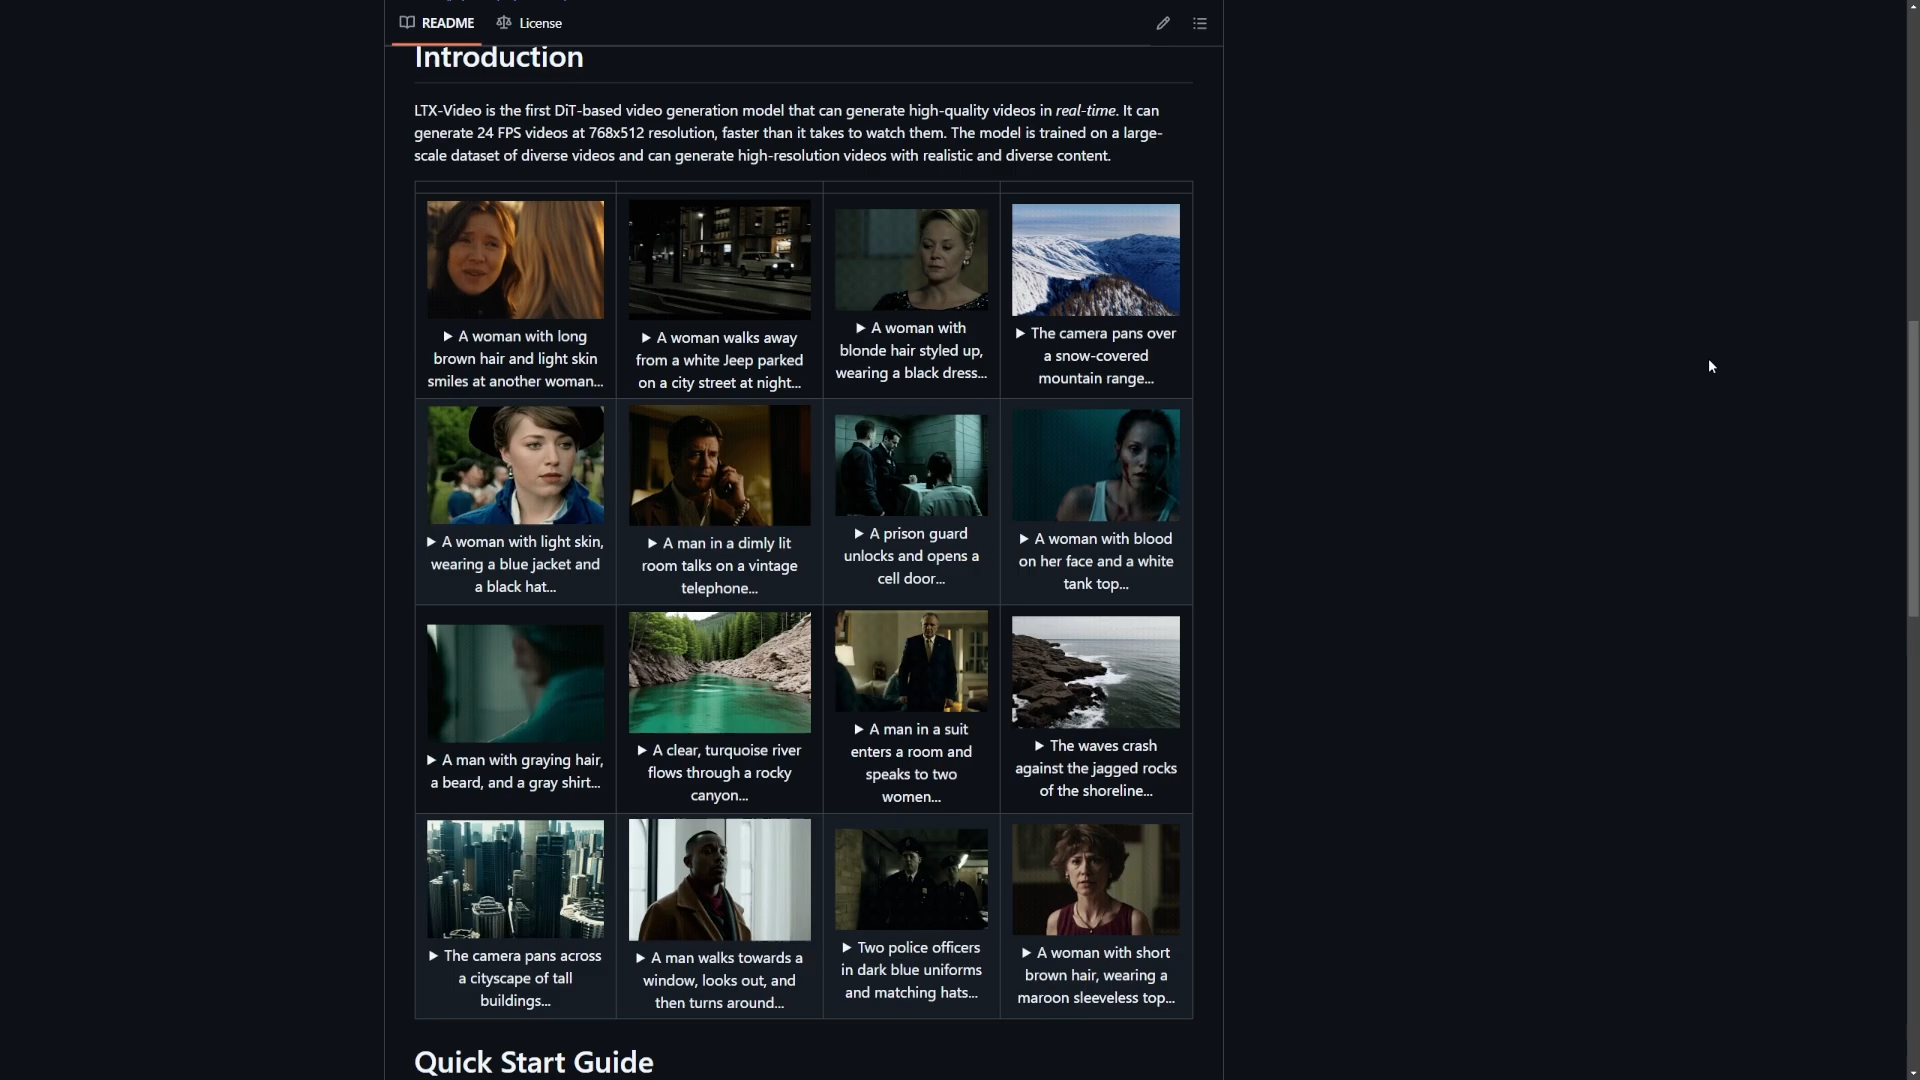 README
License
Introduction
LTX-Video is the first DiT-based video generation model that can generate high-quality videos in real-time. It can
generate 24 FPS videos at 768x512 resolution, faster than it takes to watch them. The model is trained on a large-
scale dataset of diverse videos and can generate high-resolution videos with realistic and diverse content.
A woman with long
brown hair and light skin
smiles at another woman...
A woman walks away
from a white Jeep parked
on a city street at night...
A woman with
blonde hair styled up,
wearing a black dress...
The camera pans over
a snow-covered
mountain range...
A woman with light skin,
wearing a blue jacket and
a black hat...
A man in a dimly lit
room talks on a vintage
telephone...
A prison guard
unlocks and opens a
cell door...
A woman with blood
on her face and a white
tank top...
A man with graying hair,
a beard, and a gray shirt...
A clear, turquoise river
flows through a rocky
canyon...
A man in a suit
enters a room and
speaks to two
women...
The waves crash
against the jagged rocks
of the shoreline...
The camera pans across
a cityscape of tall
buildings...
A man walks towards a
window, looks out, and
then turns around...
Two police officers
in dark blue uniforms
and matching hats...
A woman with short
brown hair, wearing a
maroon sleeveless top...
Quick Start Guide